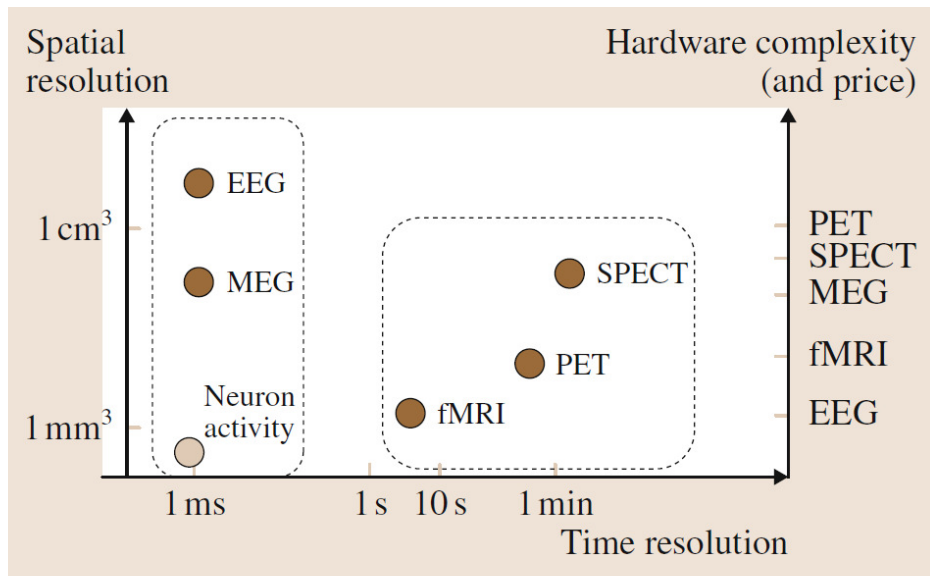 Spatial
resolution
Hardware complexity
(and price)
EEG
1 cm³
MEG
SPECT
PET
fMRI
Neuron
activity
1 mm³
PET
SPECT
MEG
fMRI
EEG
1 ms
1 s
10 s
1 min
Time resolution